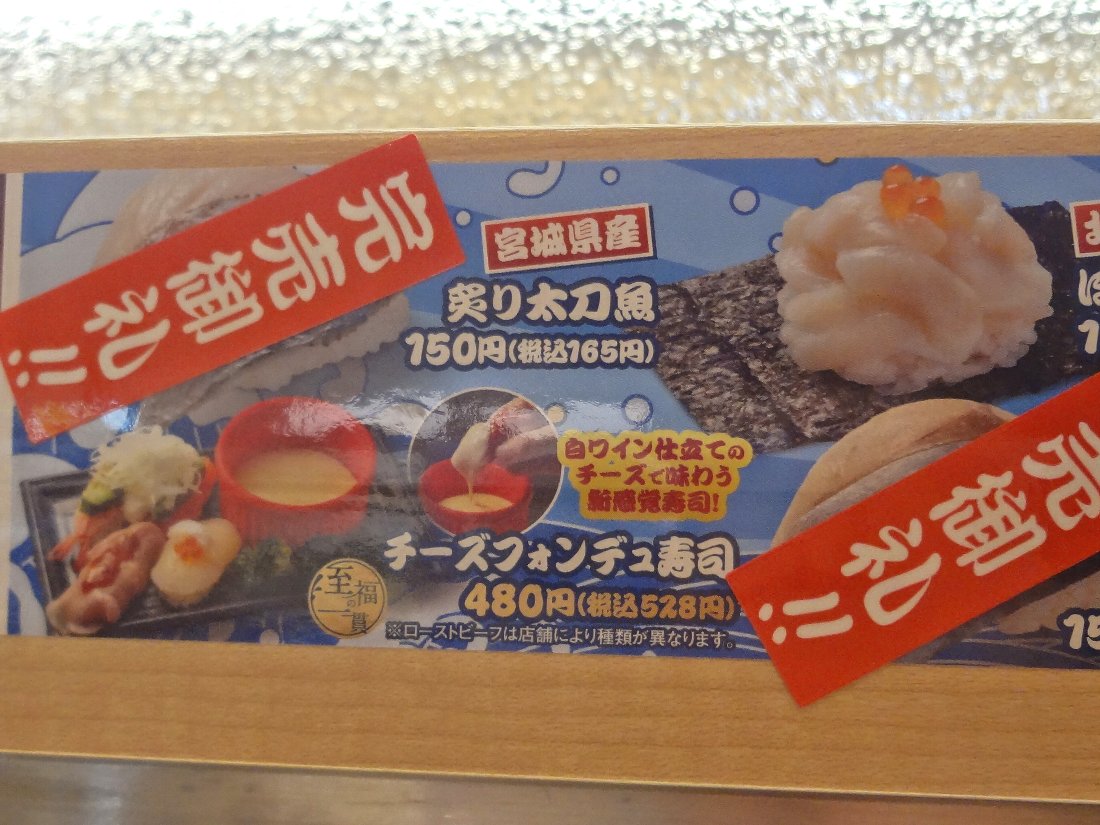 完売御礼!!
宮城県産
炙り太刀魚
150円(税込165円)
白ワイン仕立ての
チーズで味わう
新感覚寿司!
チーズフォンデュ寿司
480円(税込528円)
至福の一貫
※ローストビーフは店舗により種類が異なります。
売御礼!!
15